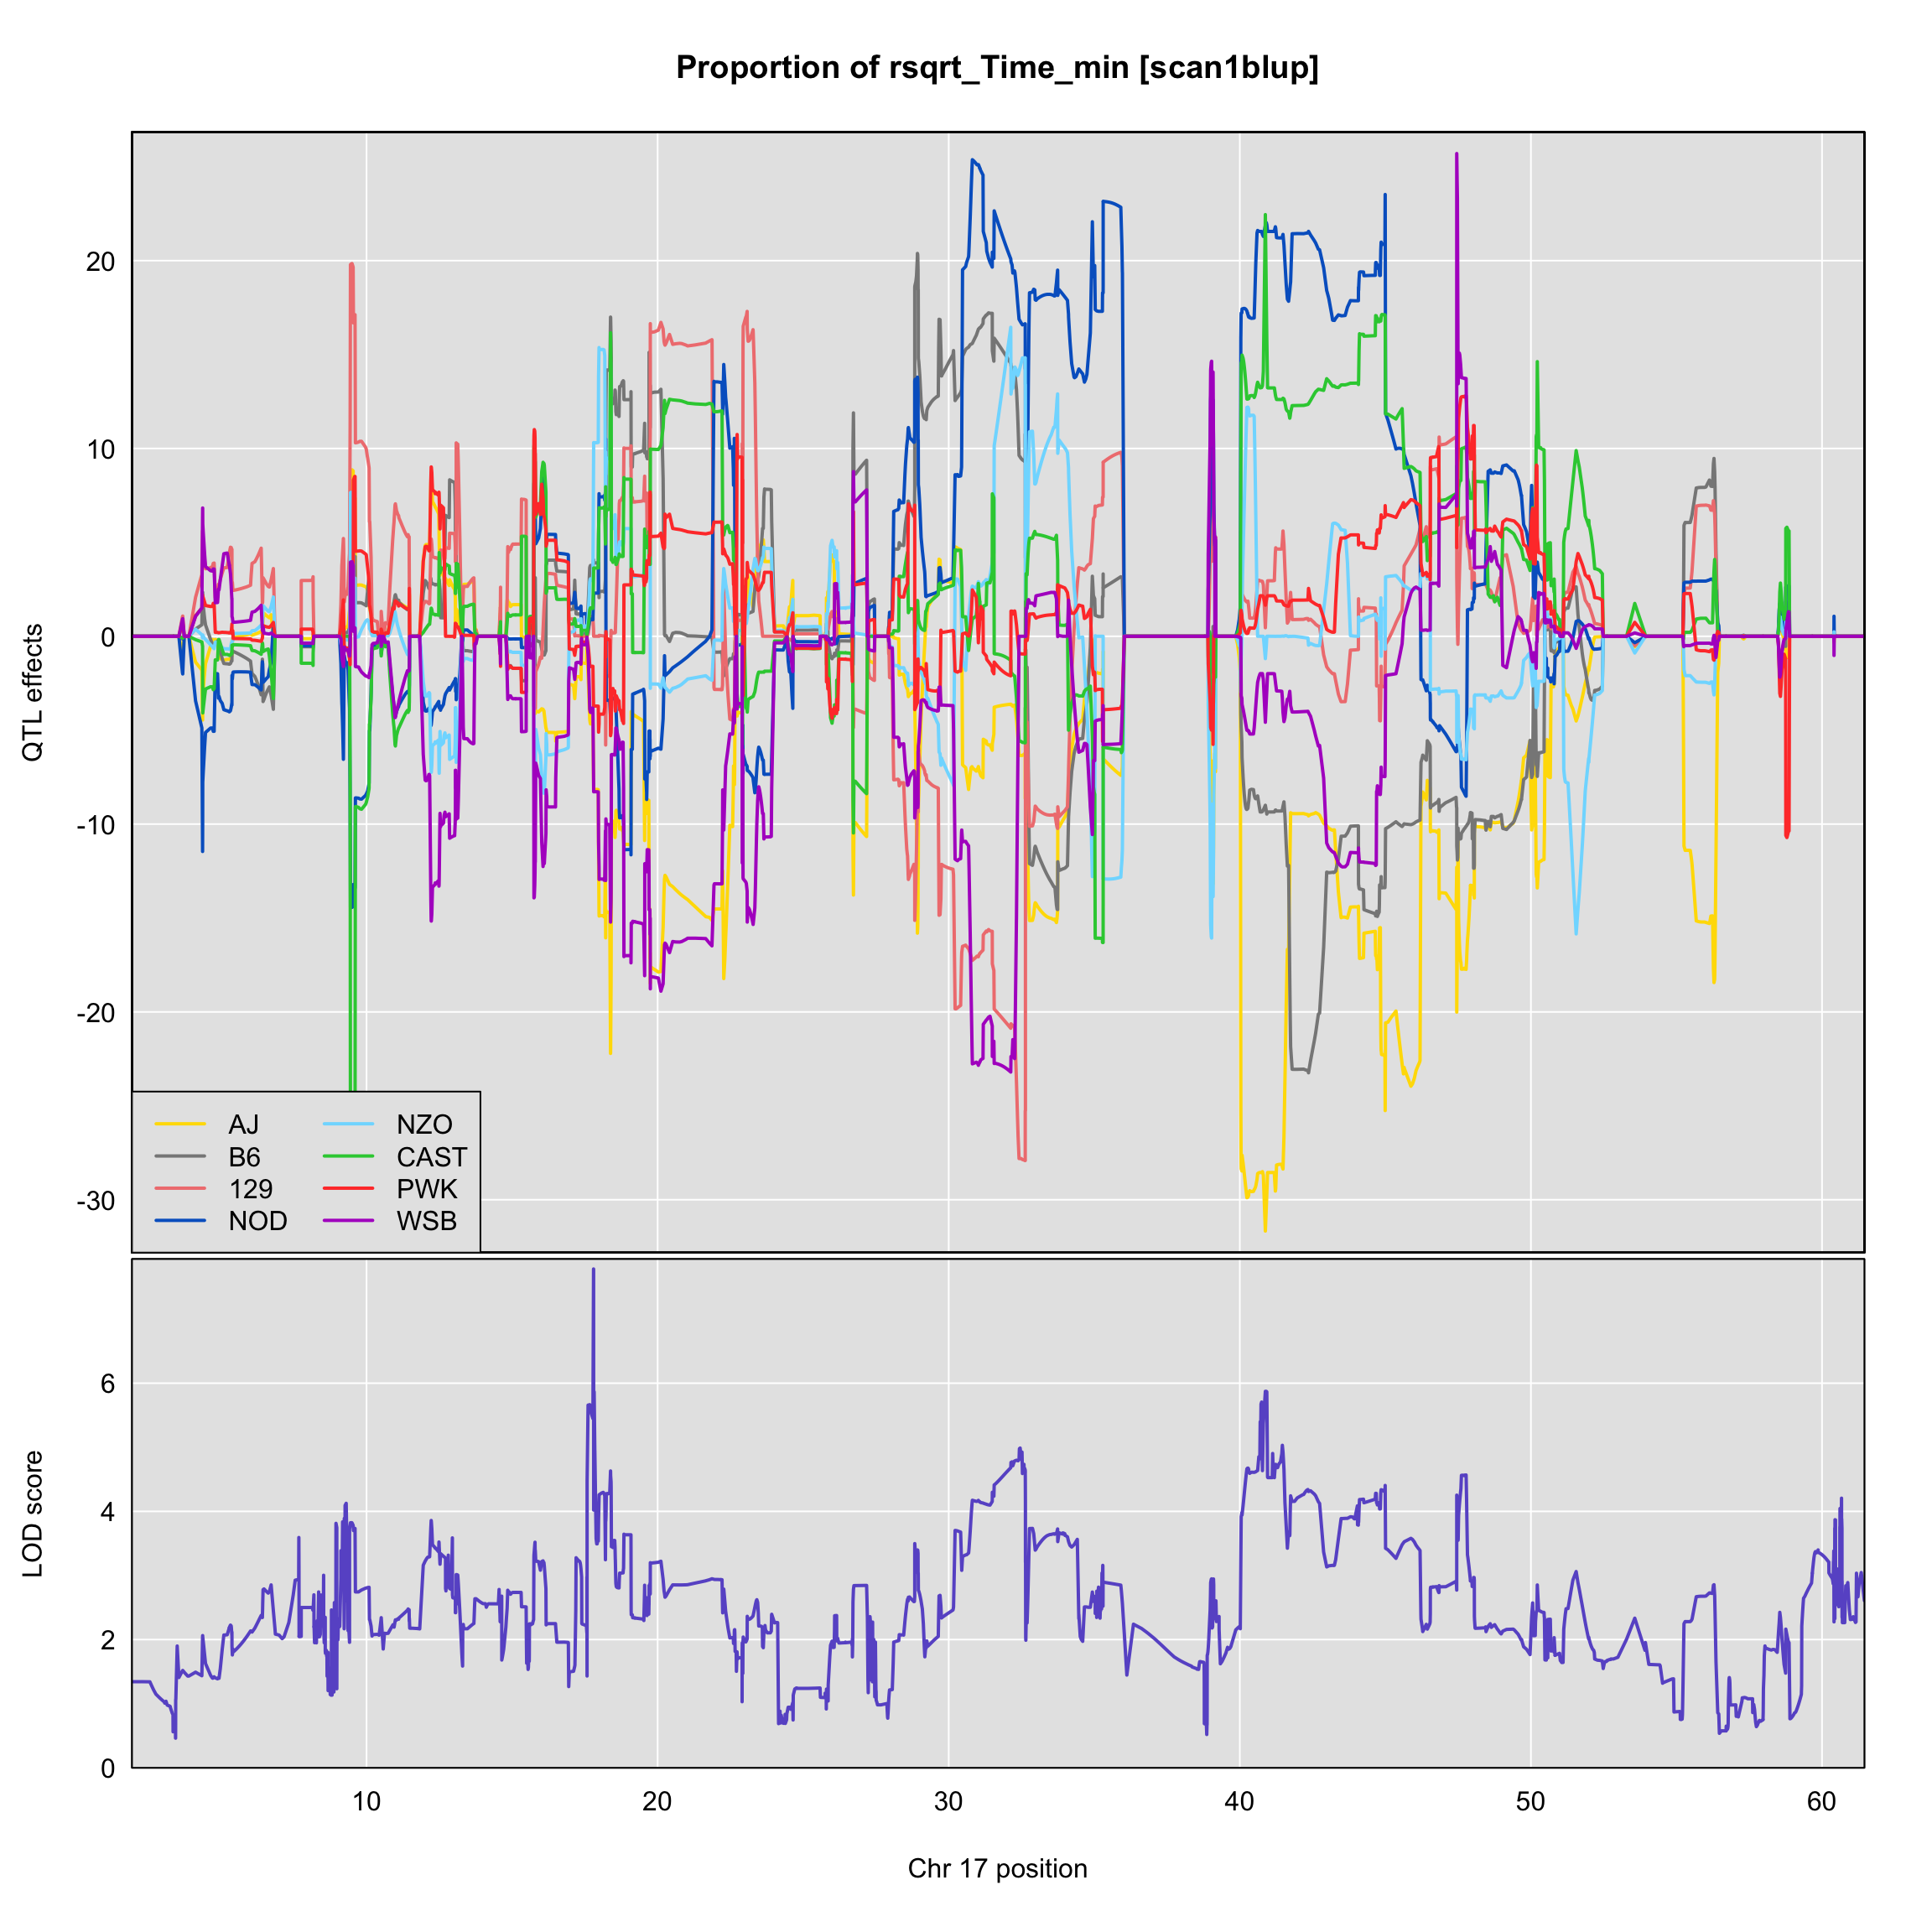 Proportion of rsqrt_Time_min [scan1blup]
QTL effects
20
10
0
-10
-20
-30
AJ NZO
B6 CAST
129 PWK
NOD WSB
LOD score
6
4
2
0
10 20 30 40 50 60
Chr 17 position